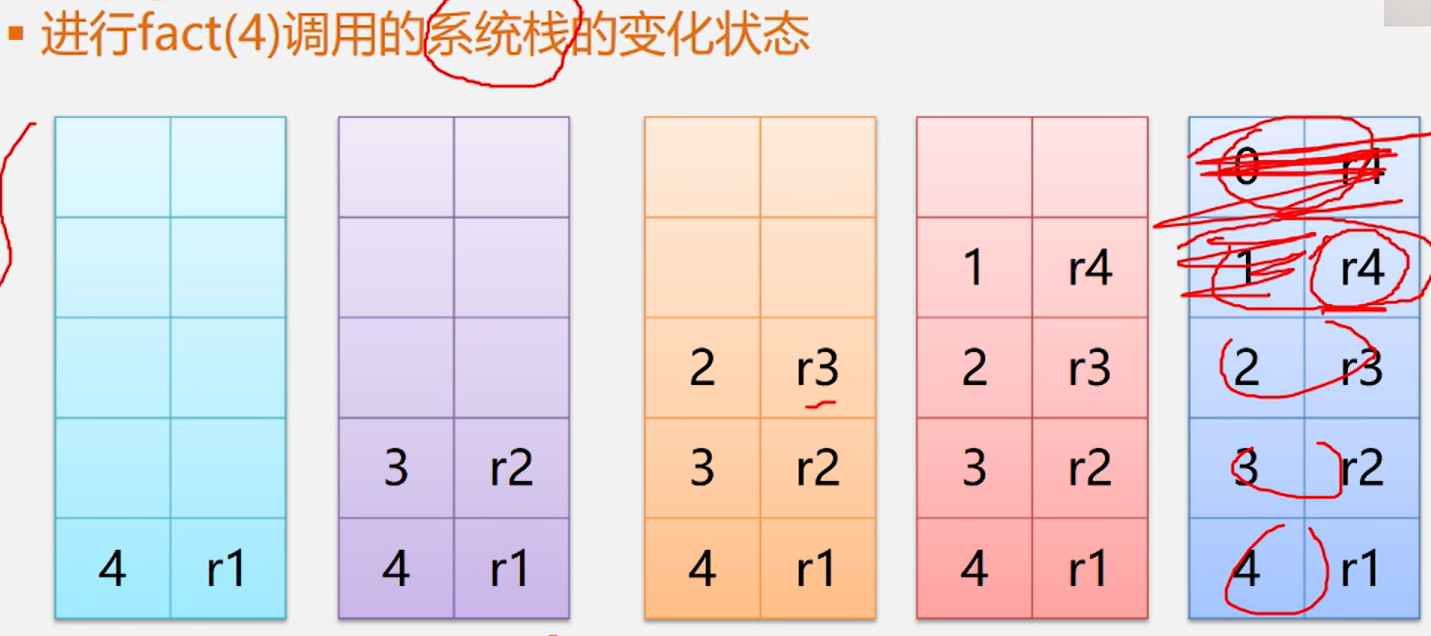 ▪ 进行fact(4)调用的系统栈的变化状态
0 r4
1 r4 1 r4
2 r3 2 r3 2 r3
3 r2 3 r2 3 r2 3 r2
4 r1 4 r1 4 r1 4 r1 4 r1